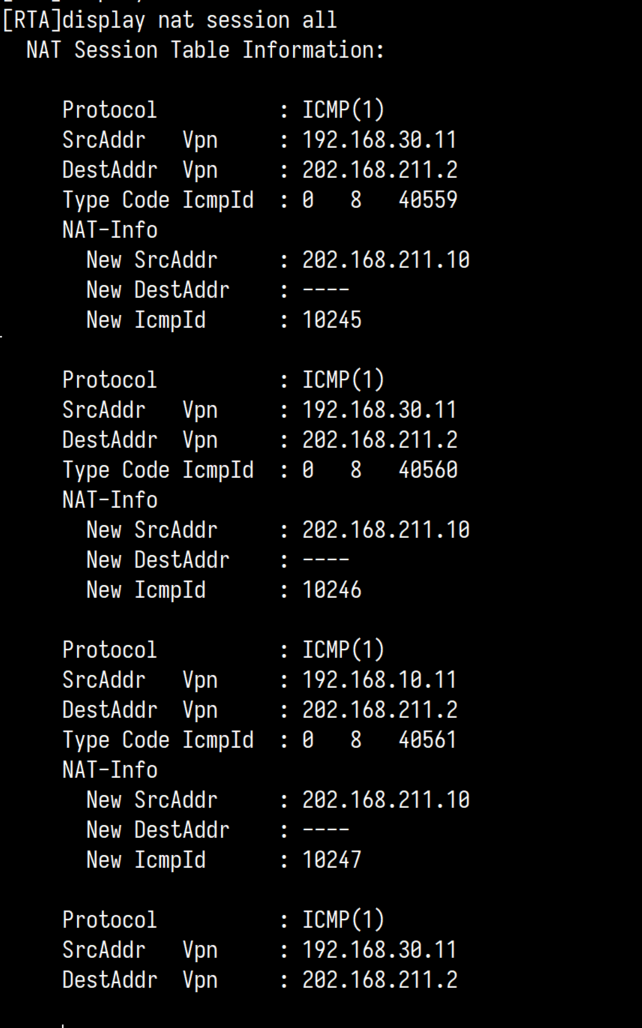 [RTA]display nat session all
  NAT Session Table Information:

     Protocol          : ICMP(1)
     SrcAddr   Vpn     : 192.168.30.11
     DestAddr  Vpn     : 202.168.211.2
     Type Code IcmpId  : 0   8   40559
     NAT-Info
       New SrcAddr     : 202.168.211.10
       New DestAddr    : ----
       New IcmpId      : 10245

     Protocol          : ICMP(1)
     SrcAddr   Vpn     : 192.168.30.11
     DestAddr  Vpn     : 202.168.211.2
     Type Code IcmpId  : 0   8   40560
     NAT-Info
       New SrcAddr     : 202.168.211.10
       New DestAddr    : ----
       New IcmpId      : 10246

     Protocol          : ICMP(1)
     SrcAddr   Vpn     : 192.168.10.11
     DestAddr  Vpn     : 202.168.211.2
     Type Code IcmpId  : 0   8   40561
     NAT-Info
       New SrcAddr     : 202.168.211.10
       New DestAddr    : ----
       New IcmpId      : 10247

     Protocol          : ICMP(1)
     SrcAddr   Vpn     : 192.168.30.11
     DestAddr  Vpn     : 202.168.211.2